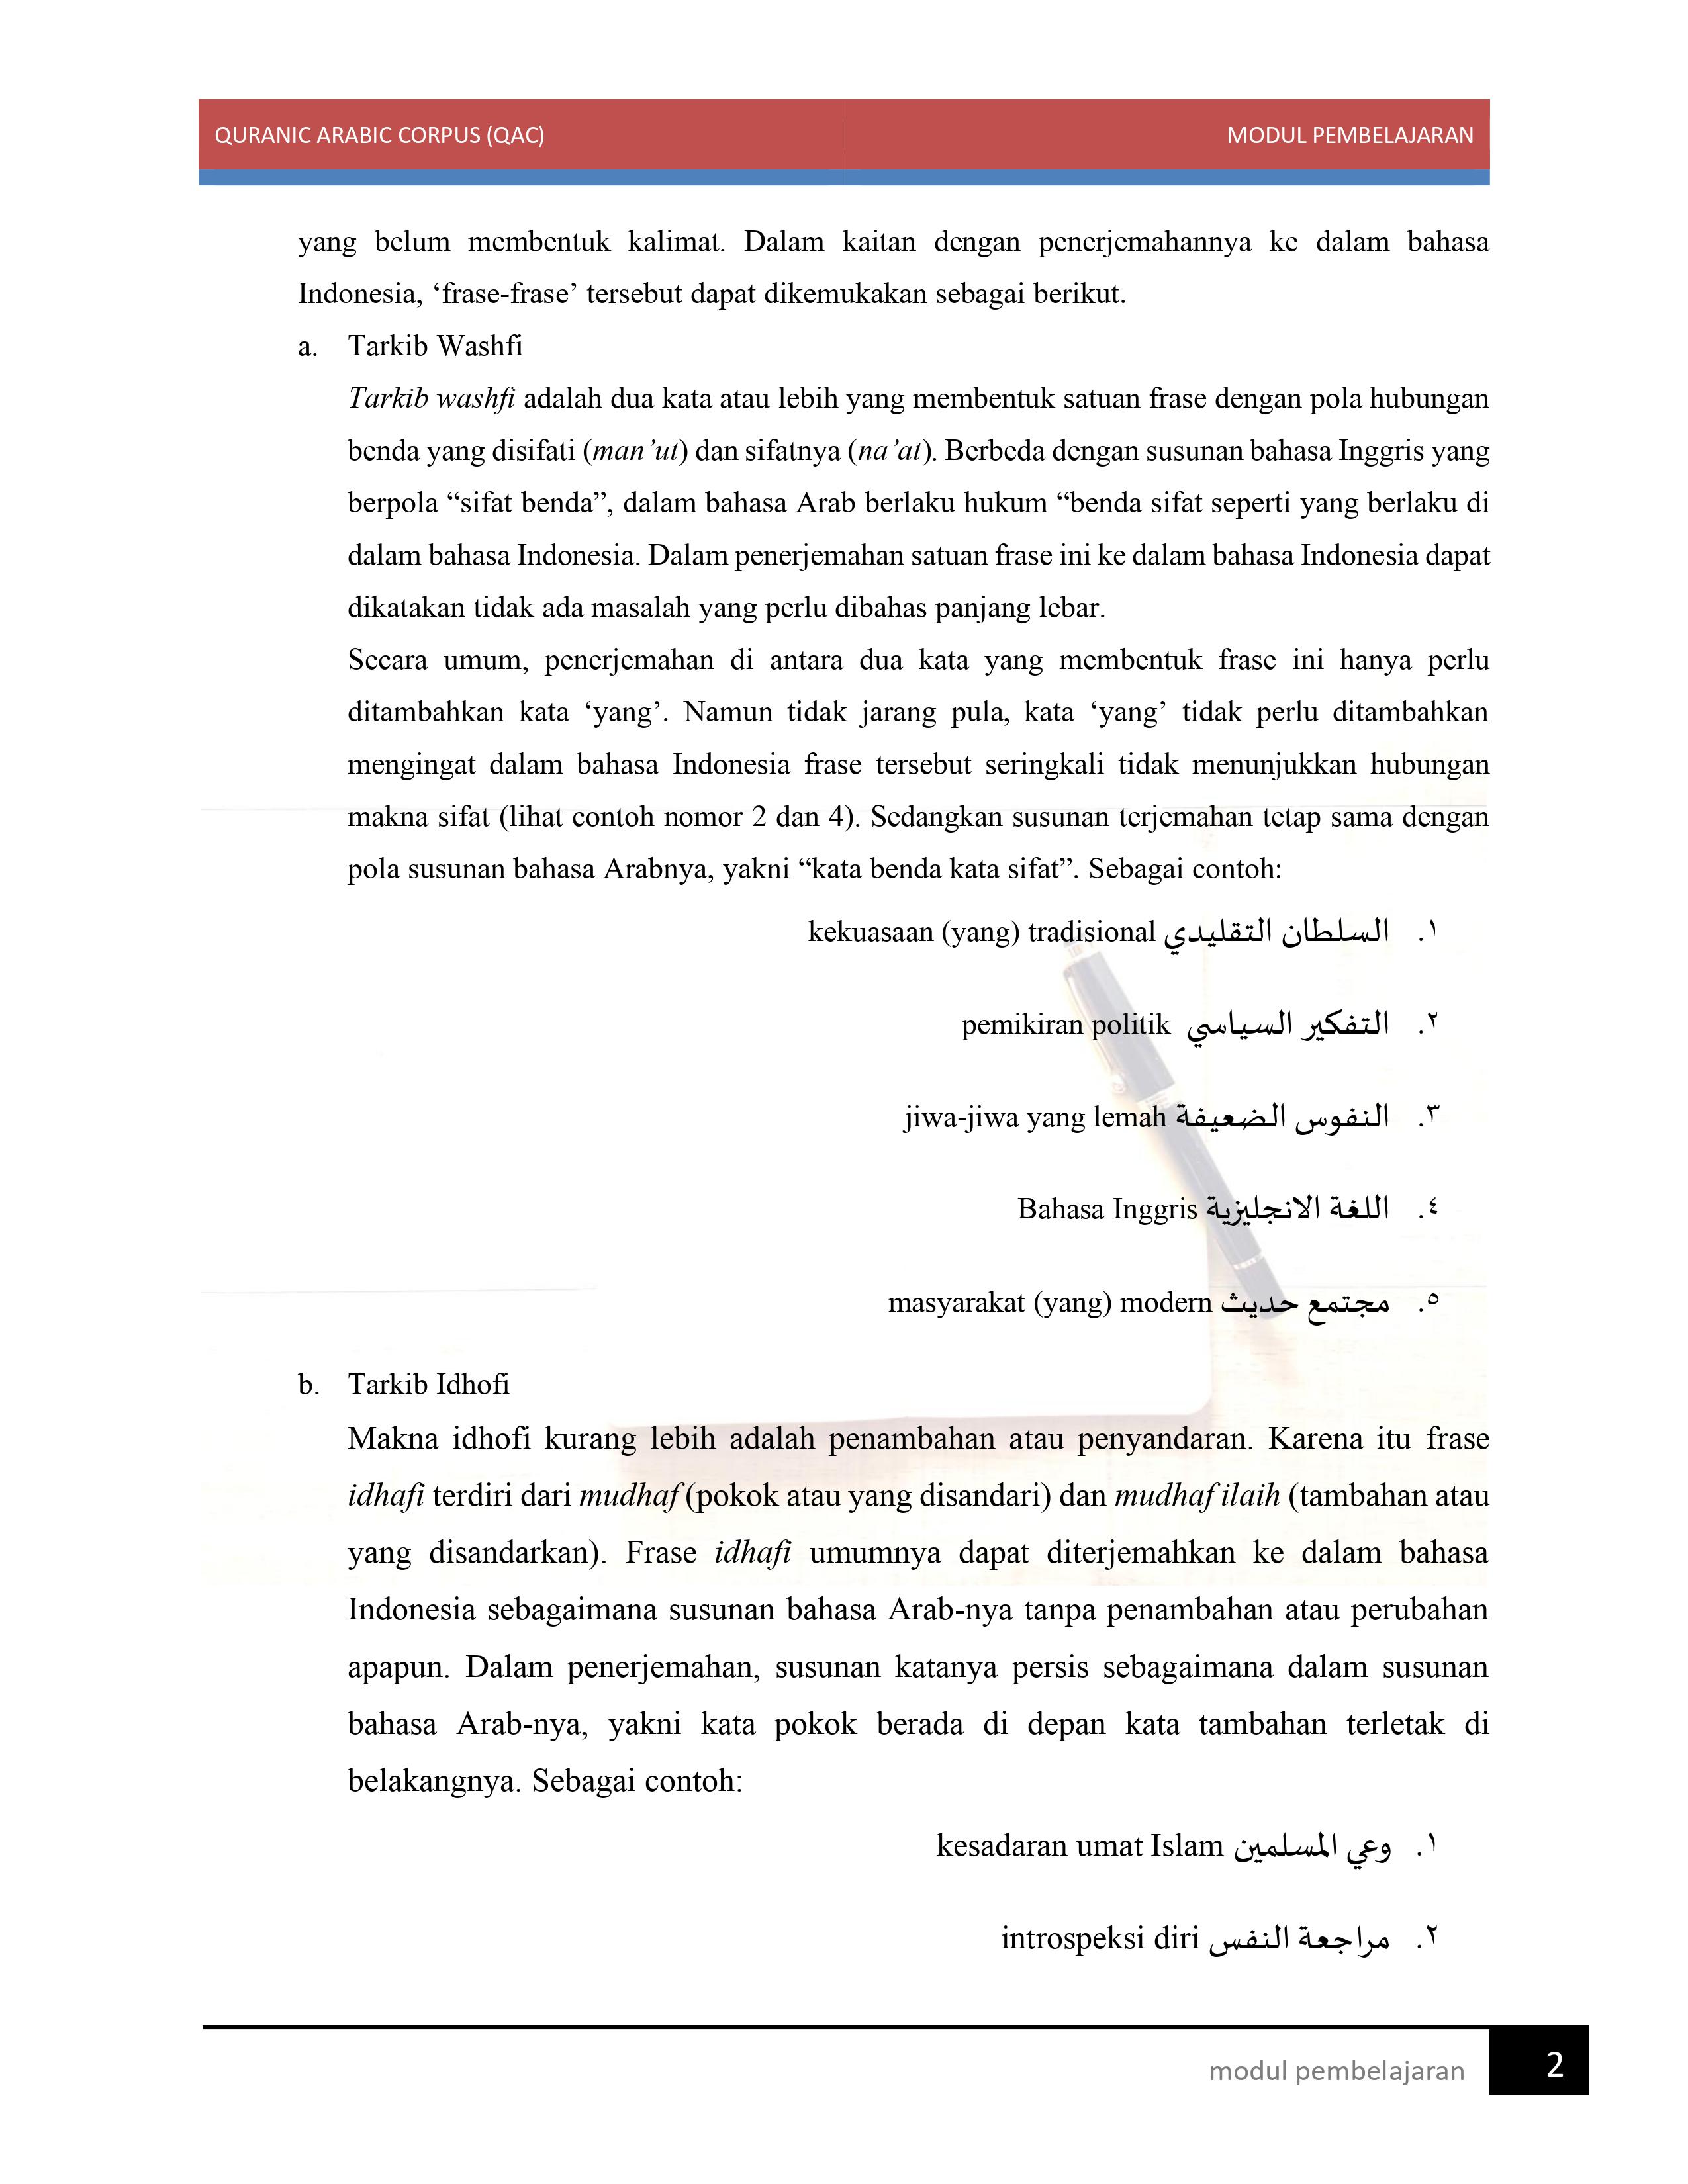 QURANIC ARABIC CORPUS (QAC) MODUL PEMBELAJARAN
yang belum membentuk kalimat. Dalam kaitan dengan penerjemahannya ke dalam bahasa
Indonesia, ‘frase-frase’ tersebut dapat dikemukakan sebagai berikut.
a. Tarkib Washfi
Tarkib washfi adalah dua kata atau lebih yang membentuk satuan frase dengan pola hubungan
benda yang disifati (man’ut) dan sifatnya (na’at). Berbeda dengan susunan bahasa Inggris yang
berpola “sifat benda”, dalam bahasa Arab berlaku hukum “benda sifat seperti yang berlaku di
dalam bahasa Indonesia. Dalam penerjemahan satuan frase ini ke dalam bahasa Indonesia dapat
dikatakan tidak ada masalah yang perlu dibahas panjang lebar.
Secara umum, penerjemahan di antara dua kata yang membentuk frase ini hanya perlu
ditambahkan kata ‘yang’. Namun tidak jarang pula, kata ‘yang’ tidak perlu ditambahkan
mengingat dalam bahasa Indonesia frase tersebut seringkali tidak menunjukkan hubungan
makna sifat (lihat contoh nomor 2 dan 4). Sedangkan susunan terjemahan tetap sama dengan
pola susunan bahasa Arabnya, yakni “kata benda kata sifat”. Sebagai contoh:
١. السلطان التقليدي kekuasaan (yang) tradisional
٢. التفكير السياسي pemikiran politik
٣. النفوس الضعيفة jiwa-jiwa yang lemah
٤. اللغة الانجليزية Bahasa Inggris
٥. مجتمع حديث masyarakat (yang) modern
b. Tarkib Idhofi
Makna idhofi kurang lebih adalah penambahan atau penyandaran. Karena itu frase
idhafi terdiri dari mudhaf (pokok atau yang disandari) dan mudhaf ilaih (tambahan atau
yang disandarkan). Frase idhafi umumnya dapat diterjemahkan ke dalam bahasa
Indonesia sebagaimana susunan bahasa Arab-nya tanpa penambahan atau perubahan
apapun. Dalam penerjemahan, susunan katanya persis sebagaimana dalam susunan
bahasa Arab-nya, yakni kata pokok berada di depan kata tambahan terletak di
belakangnya. Sebagai contoh:
١. وعي المسلمين kesadaran umat Islam
٢. مراجعة النفس introspeksi diri
modul pembelajaran 2